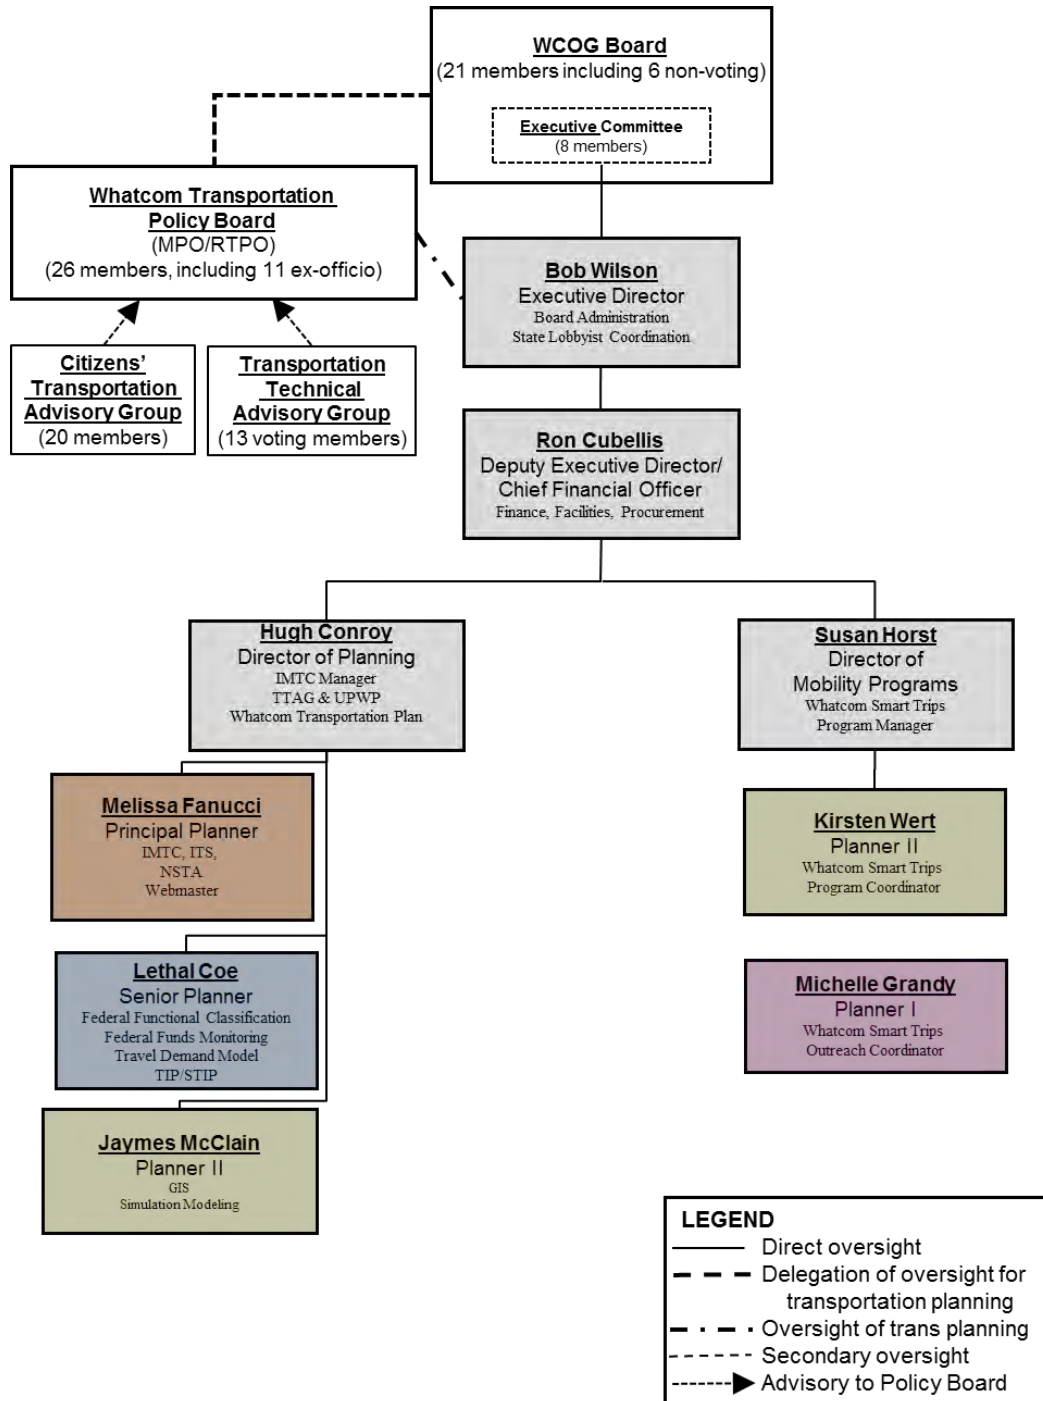 WCOG Board
(21 members including 6 non-voting)
Executive Committee
(8 members)
Whatcom Transportation
Policy Board
(MPO/RTPO)
(26 members, including 11 ex-officio)
Bob Wilson
Executive Director
Board Administration
State Lobbyist Coordination
Citizens’
Transportation
Advisory Group
(20 members)
Transportation
Technical
Advisory Group
(13 voting members)
Ron Cubellis
Deputy Executive Director/
Chief Financial Officer
Finance, Facilities, Procurement
Hugh Conroy
Director of Planning
IMTC Manager
TTAG & UPWP
Whatcom Transportation Plan
Susan Horst
Director of
Mobility Programs
Whatcom Smart Trips
Program Manager
Melissa Fanucci
Principal Planner
IMTC, ITS,
NSTA
Webmaster
Kirsten Wert
Planner II
Whatcom Smart Trips
Program Coordinator
Lethal Coe
Senior Planner
Federal Functional Classification
Federal Funds Monitoring
Travel Demand Model
TIP/STIP
Michelle Grandy
Planner I
Whatcom Smart Trips
Outreach Coordinator
Jaymes McClain
Planner II
GIS
Simulation Modeling
LEGEND
Direct oversight
Delegation of oversight for
transportation planning
Oversight of trans planning
Secondary oversight
Advisory to Policy Board